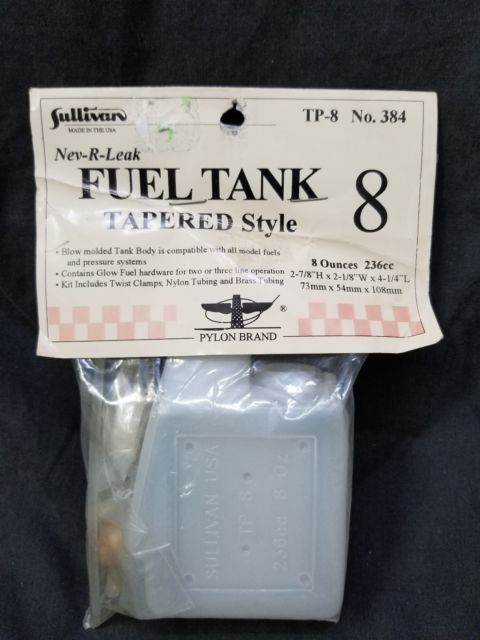 Sullivan
MADE IN THE USA
TP-8 No. 384
Nev-R-Leak
FUEL TANK
TAPERED Style
8
• Blow molded Tank Body is compatible with all model fuels
and pressure systems
• Contains Glow Fuel hardware for two or three line operation
• Kit Includes Twist Clamps, Nylon Tubing and Brass Tubing
8 Ounces 236cc
2-7/8"H x 2-1/8"W x 4-1/4"L
73mm x 54mm x 108mm
®
PYLON BRAND
SULLIVAN USA
TP 8
236cc 8 Oz